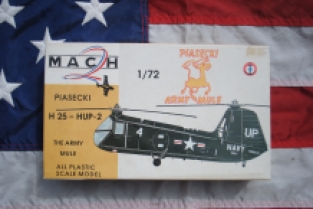 MACH
2
PIASECKI
H 25 - HUP-2
THE ARMY
MULE
ALL PLASTIC
SCALE MODEL
1/72
PIASECKI
ARMY MULE
4
UP
NAVY